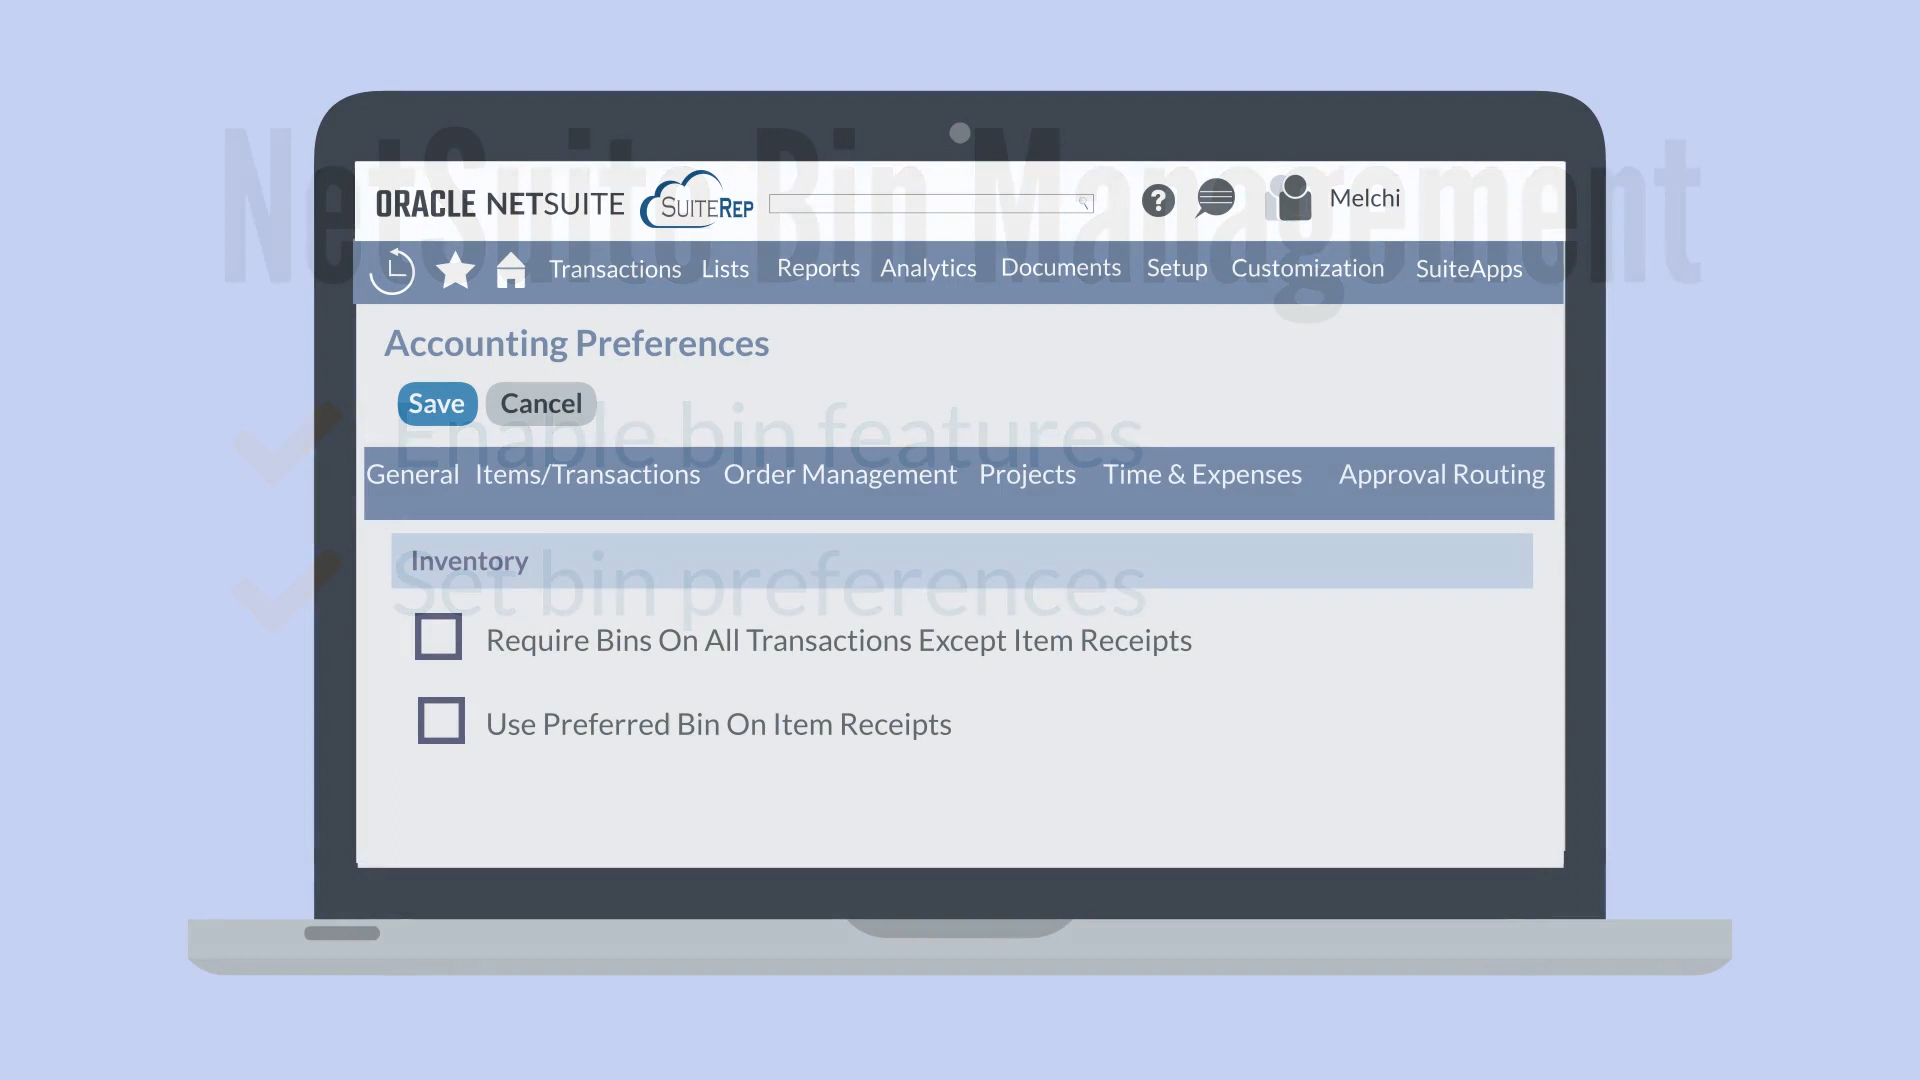 NetSuite Bin Management
ORACLE NETSUITE SUITEREP ? Melchi
Transactions Lists Reports Analytics Documents Setup Customization SuiteApps
Accounting Preferences
Save Cancel
Enable bin features
General Items/Transactions Order Management Projects Time & Expenses Approval Routing
Inventory
Set bin preferences
Require Bins On All Transactions Except Item Receipts
Use Preferred Bin On Item Receipts